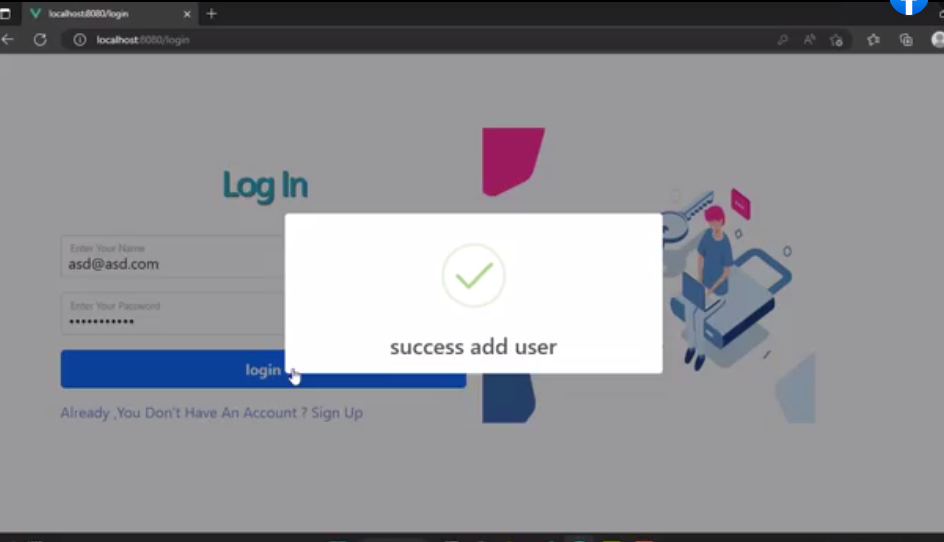 localhost:8080/login
localhost:8080/login
Log In
Enter Your Name
asd@asd.com
Enter Your Password
success add user
login
Already ,You Don't Have An Account ? Sign Up